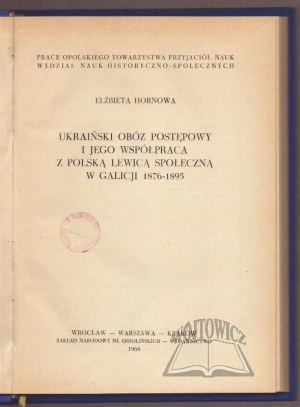 PRACE OPOLSKIEGO TOWARZYSTWA PRZYJACIÓŁ NAUK
WYDZIAŁ NAUK HISTORYCZNO-SPOŁECZNYCH
ELŻBIETA HORNOWA
UKRAIŃSKI OBÓZ POSTĘPOWY
I JEGO WSPÓŁPRACA
Z POLSKĄ LEWICĄ SPOŁECZNĄ
W GALICJI 1876-1895
WROCŁAW — WARSZAWA — KRAKÓW
ZAKŁAD NARODOWY IM. OSSOLIŃSKICH — WYDAWNICTWO
1968
WÓJTOWICZ